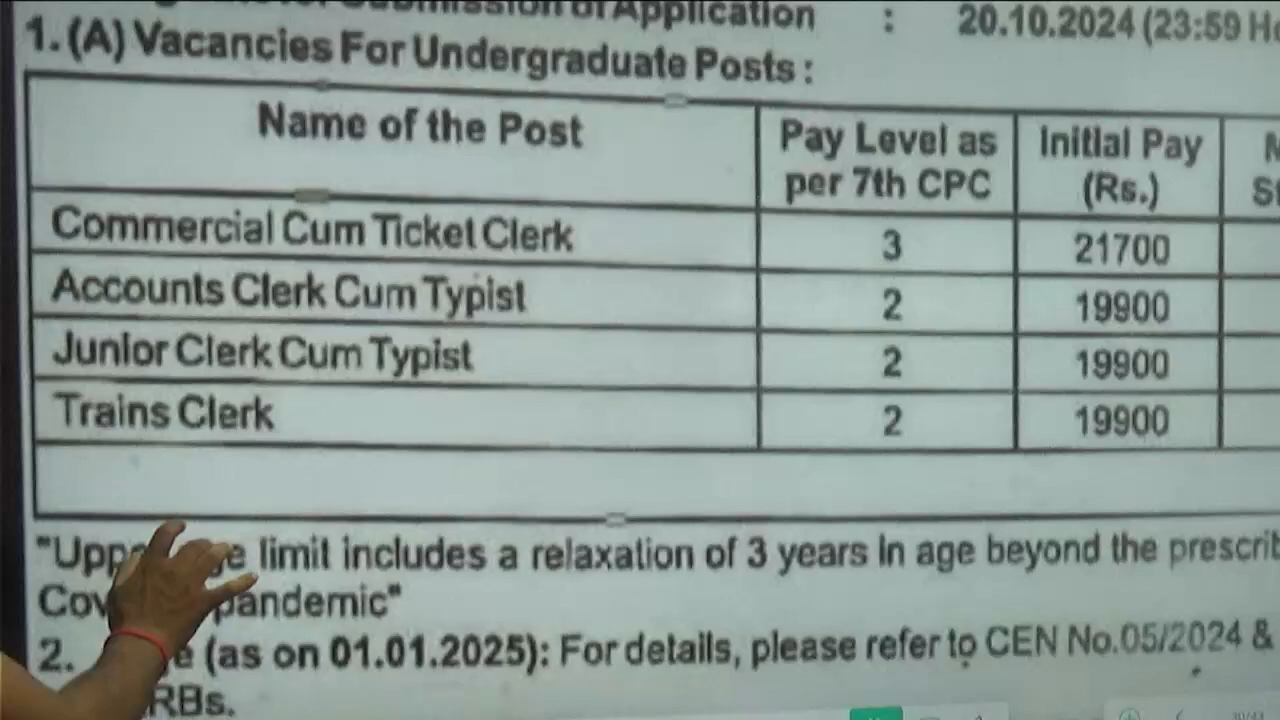 Submission of Application : 20.10.2024 (23:59
1. (A) Vacancies For Undergraduate Posts :
Name of the Post Pay Level as per 7th CPC Initial Pay (Rs.)
Commercial Cum Ticket Clerk 3 21700
Accounts Clerk Cum Typist 2 19900
Junior Clerk Cum Typist 2 19900
Trains Clerk 2 19900
limit includes a relaxation of 3 years in age beyond the
pandemic"
2. (as on 01.01.2025): For details, please refer to CEN No.05/2024 &
RBs.